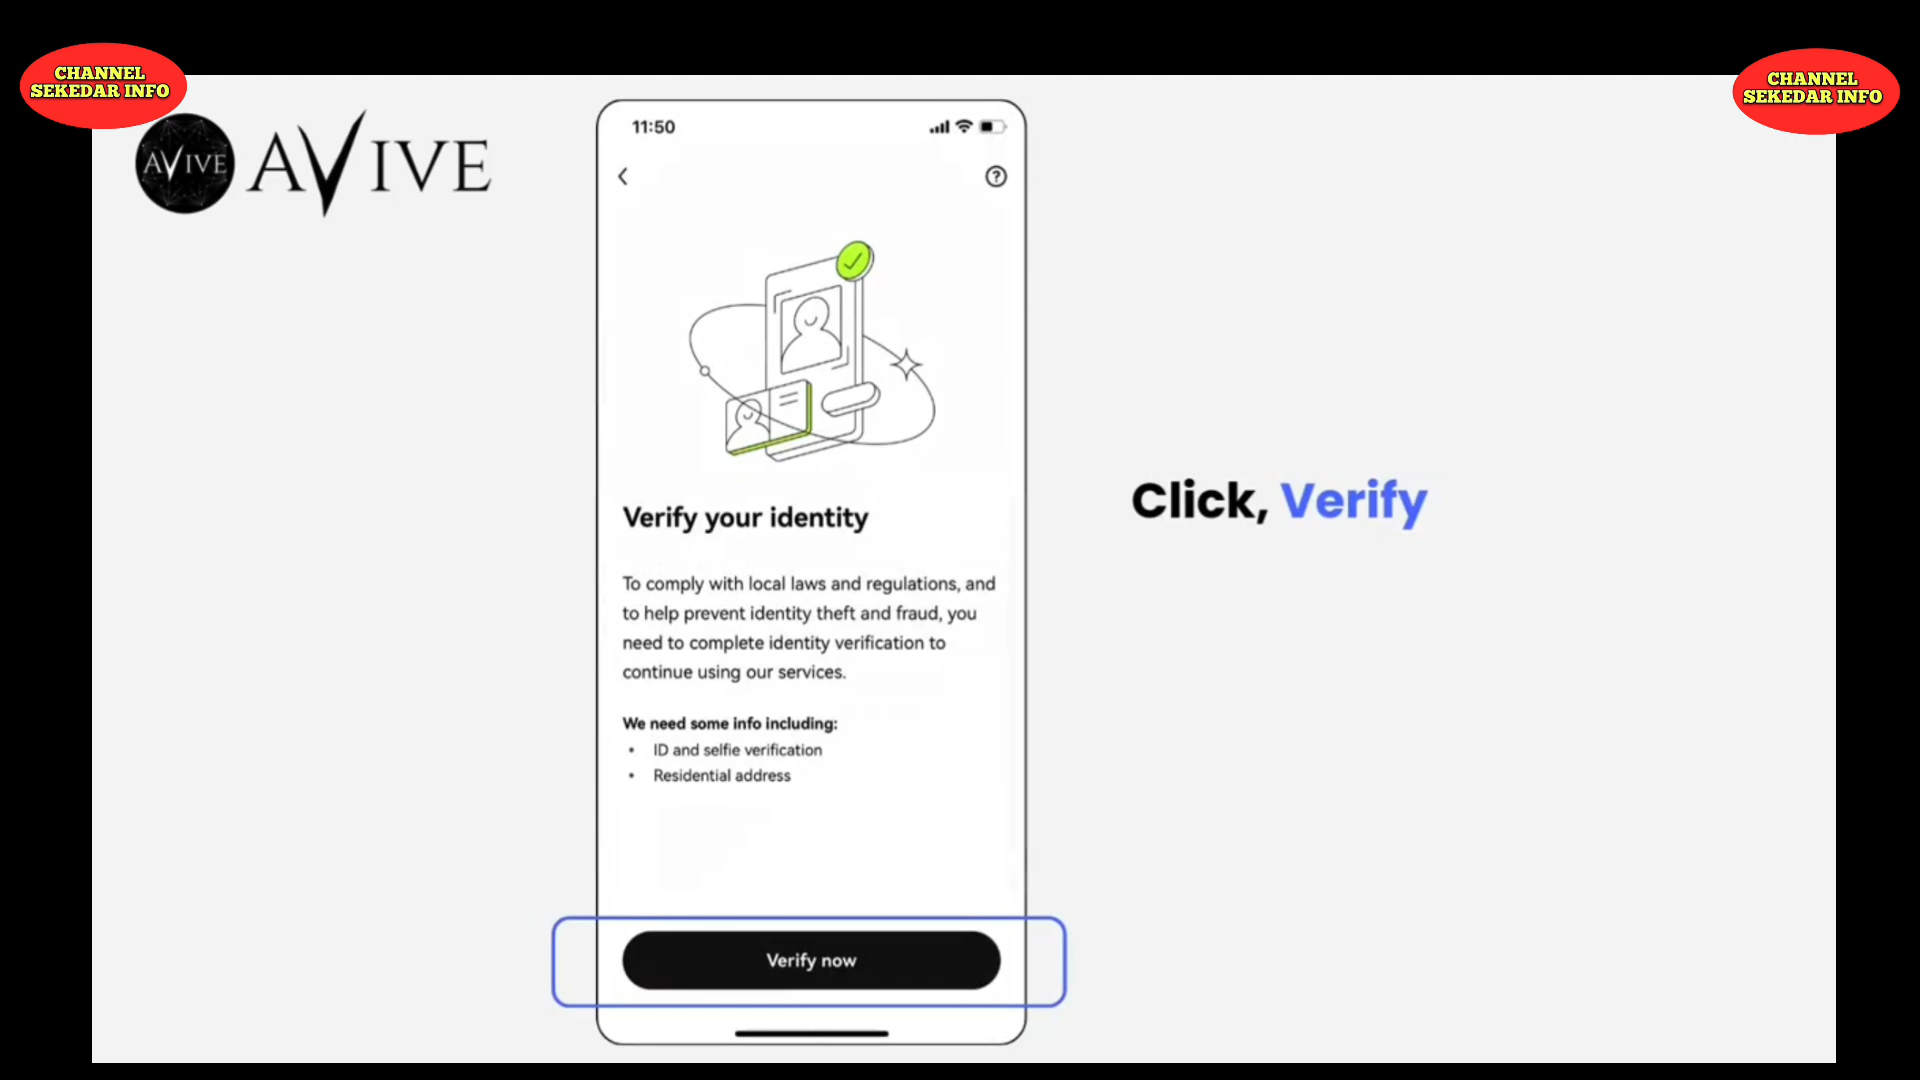 CHANNEL
SEKEDAR INFO
CHANNEL
SEKEDAR INFO
AVIVE
AVIVE
11:50
Verify your identity
To comply with local laws and regulations, and
to help prevent identity theft and fraud, you
need to complete identity verification to
continue using our services.
We need some info including:
• ID and selfie verification
• Residential address
Verify now
Click, Verify